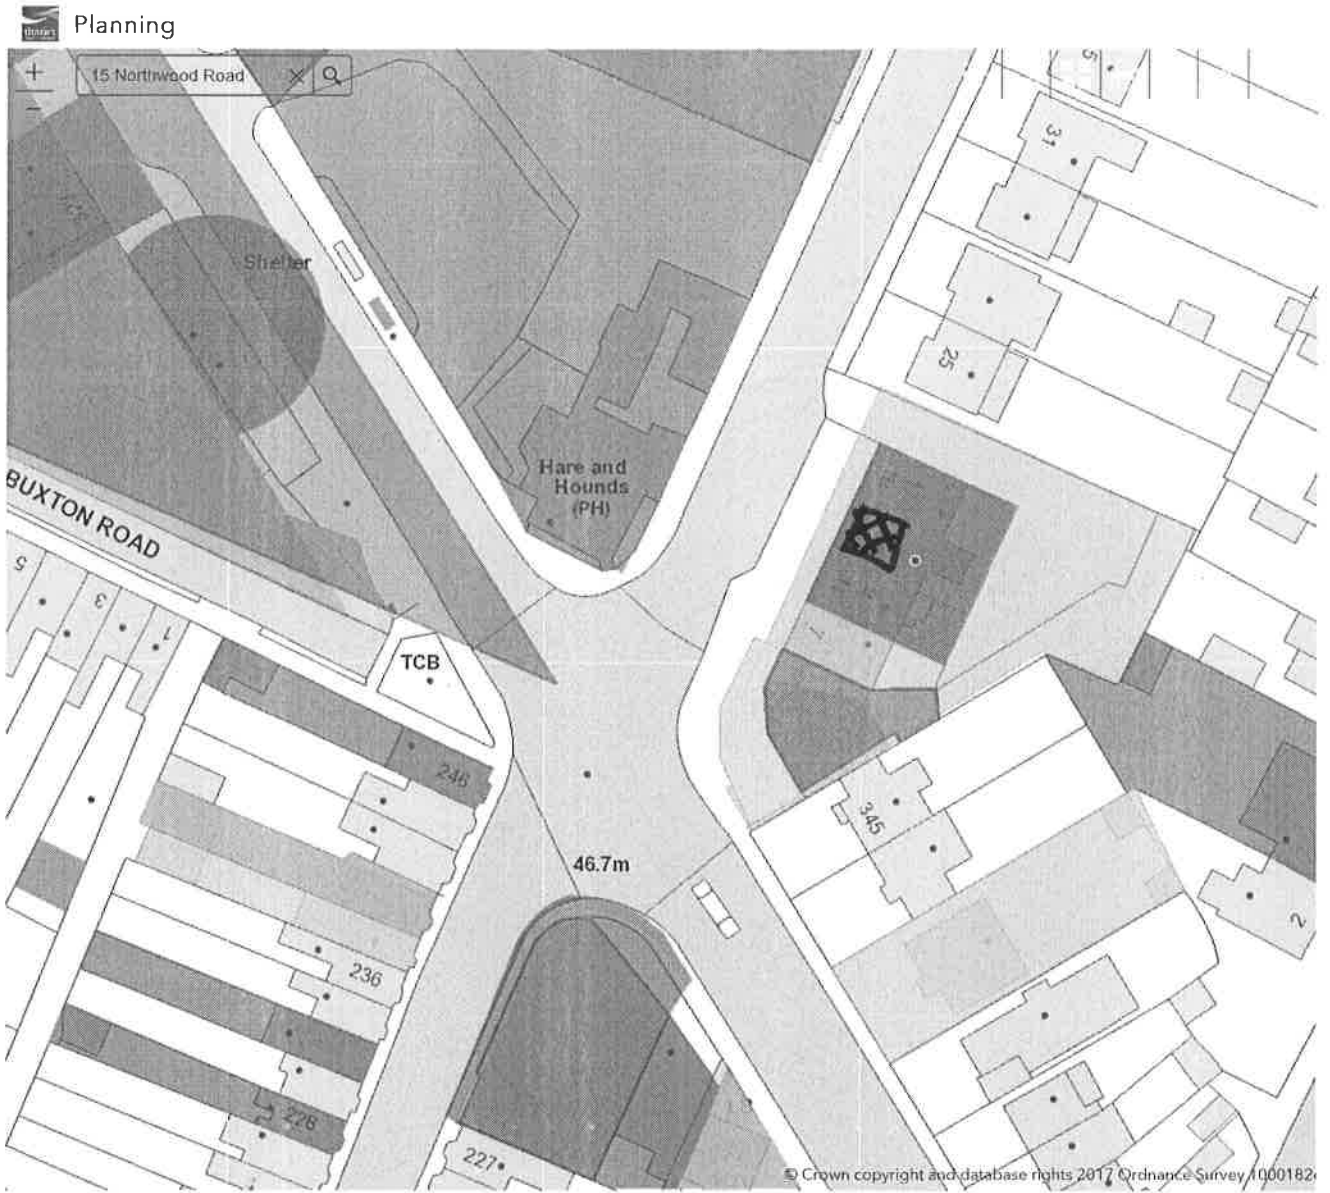 Planning
15 Northwood Road
Shelter
31
25
Hare and
Hounds
(PH)
BUXTON ROAD
5
3
1
TCB
246
345
46.7m
236
2
228
227
© Crown copyright and database rights 2017 Ordnance Survey 1000182